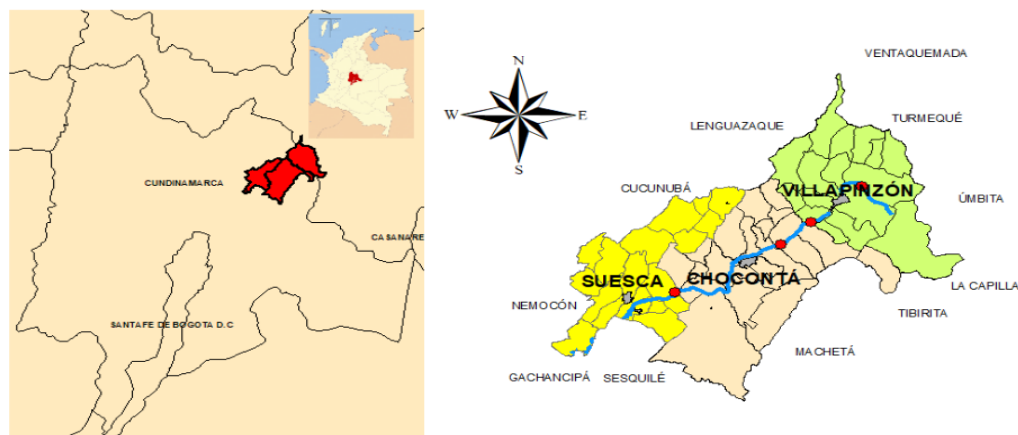 CUNDINAMARCA
CASANARE
SANTAFE DE BOGOTA D.C
N
W
E
S
VENTAQUEMADA
TURMEQUÉ
LENGUAZAQUE
CUCUNUBÁ
VILLAPINZÓN
ÚMBITA
SUESCA
CHOCONTÁ
LA CAPILLA
NEMOCÓN
TIBIRITA
MACHETÁ
GACHANCIPÁ
SESQUILÉ